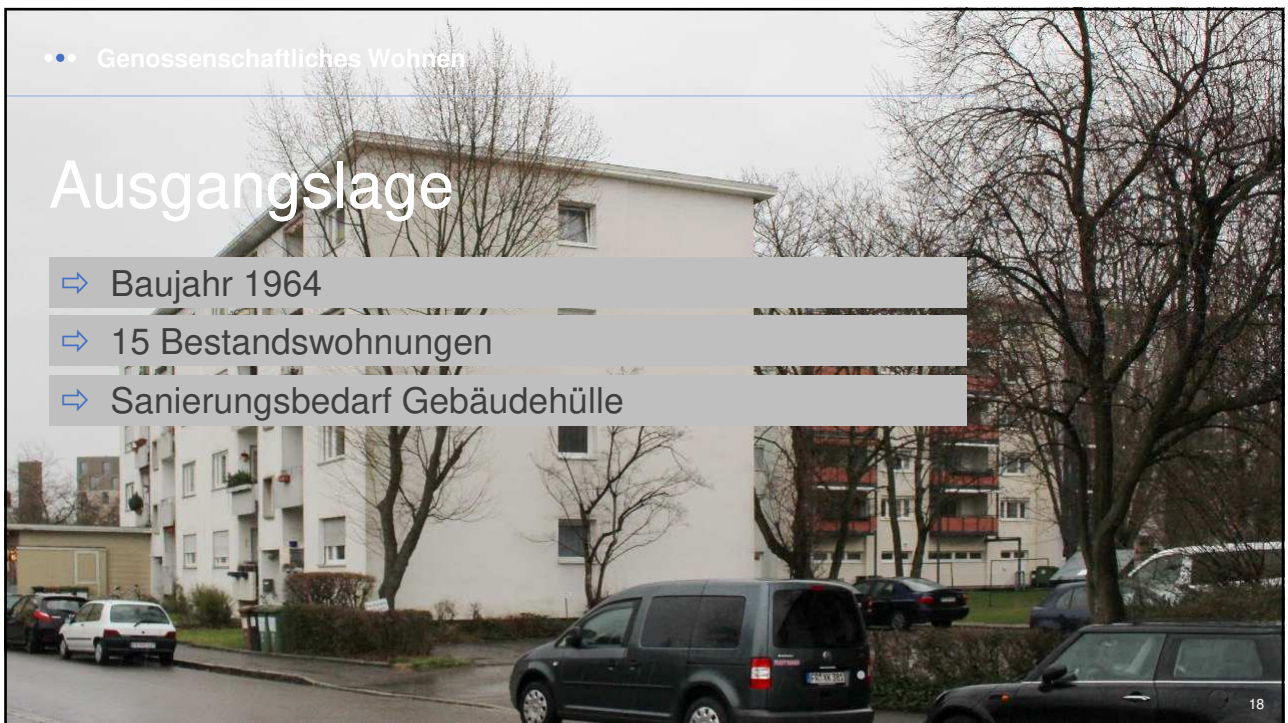 Genossenschaftliches Wohnen
Ausgangslage
⇨ Baujahr 1964
⇨ 15 Bestandswohnungen
⇨ Sanierungsbedarf Gebäudehülle
18